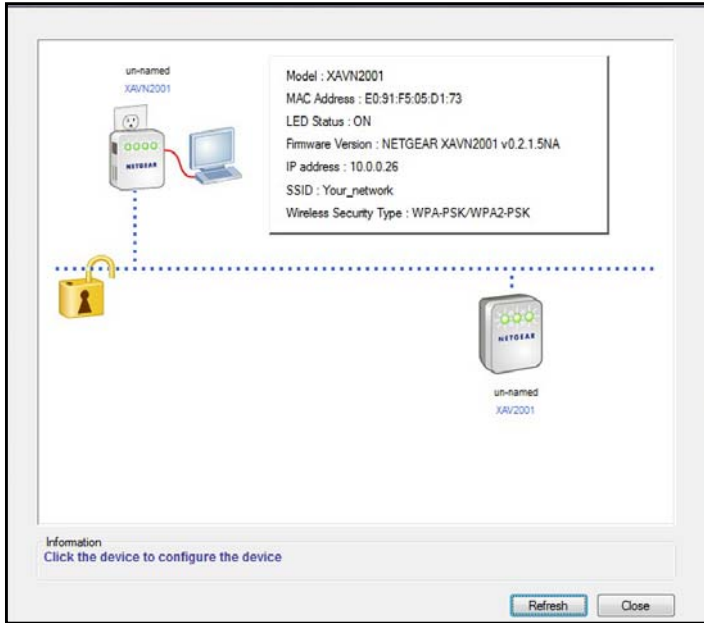 un-named
XAVN2001
NETGEAR
Model : XAVN2001
MAC Address : E0:91:F5:05:D1:73
LED Status : ON
Firmware Version : NETGEAR XAVN2001 v0.2.1.5NA
IP address : 10.0.0.26
SSID : Your_network
Wireless Security Type : WPA-PSK/WPA2-PSK
NETGEAR
un-named
XAV2001
Information
Click the device to configure the device
Refresh Close